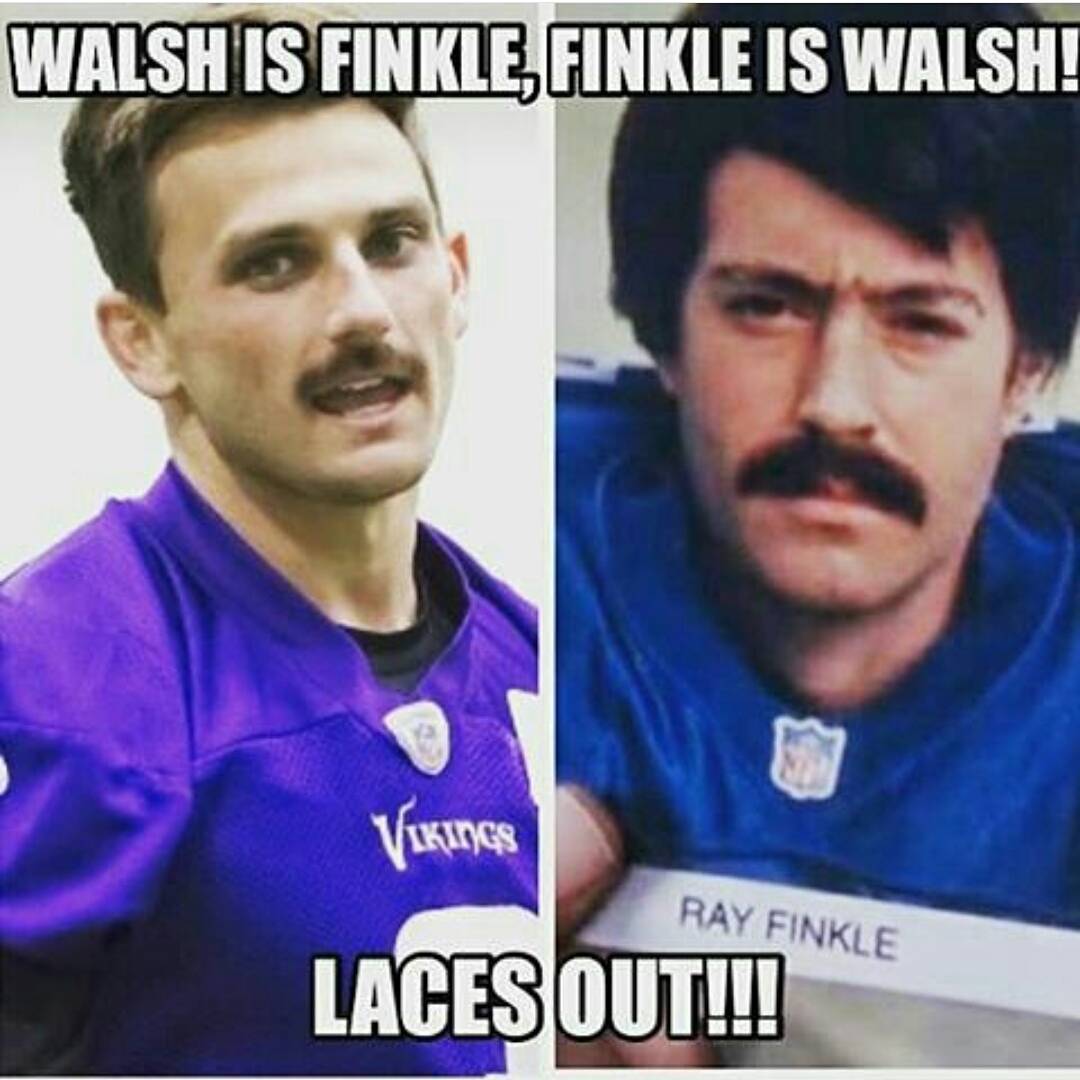 WALSH IS FINKLE, FINKLE IS WALSH!
VIKINGS
RAY FINKLE
LACES OUT!!!